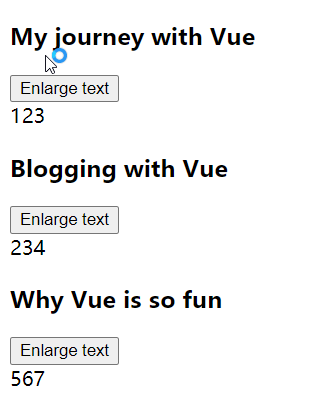 My journey with Vue
Enlarge text
123
Blogging with Vue
Enlarge text
234
Why Vue is so fun
Enlarge text
567